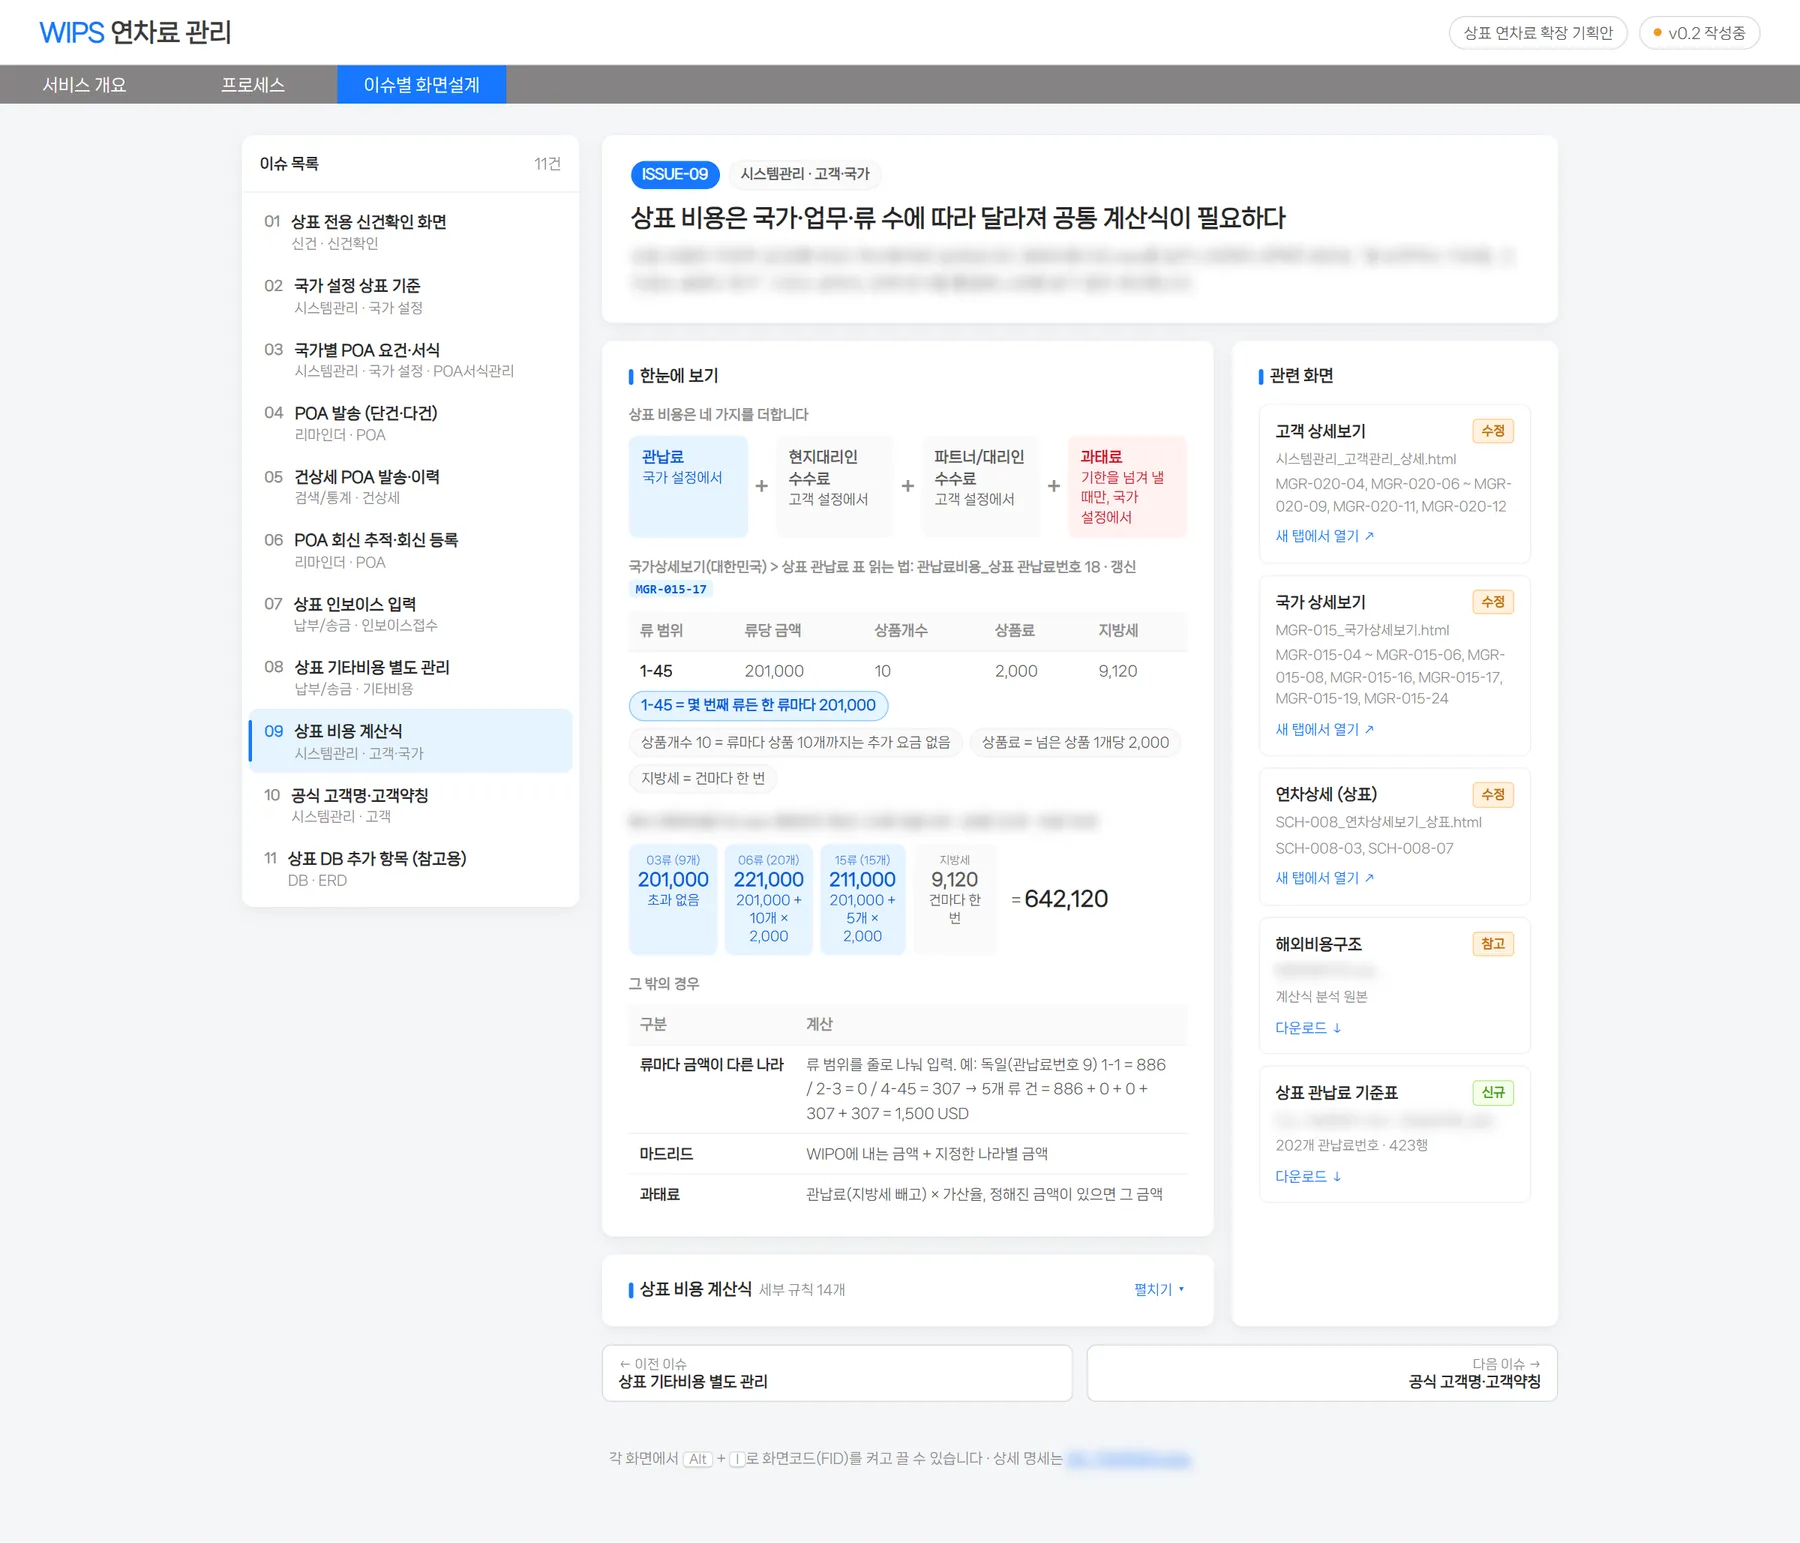 WIPS 연차료 관리
상표 연차료 확장 기획안
v0.2 작성중
서비스 개요
프로세스
이슈별 화면설계
이슈 목록
11건
01 상표 전용 신건확인 화면
신건 · 신건확인
02 국가 설정 상표 기준
시스템관리 · 국가 설정
03 국가별 POA 요건·서식
시스템관리 · 국가 설정 · POA서식관리
04 POA 발송 (단건·다건)
리마인더 · POA
05 건상세 POA 발송·이력
검색/통계 · 건상세
06 POA 회신 추적·회신 등록
리마인더 · POA
07 상표 인보이스 입력
납부/송금 · 인보이스접수
08 상표 기타비용 별도 관리
납부/송금 · 기타비용
09 상표 비용 계산식
시스템관리 · 고객·국가
10 공식 고객명·고객약칭
시스템관리 · 고객
11 상표 DB 추가 항목 (참고용)
DB · ERD
ISSUE-09
시스템관리 · 고객·국가
상표 비용은 국가·업무·류 수에 따라 달라져 공통 계산식이 필요하다
한눈에 보기
상표 비용은 네 가지를 더합니다
관납료
국가 설정에서
+
현지대리인
수수료
고객 설정에서
+
파트너/대리인
수수료
고객 설정에서
+
과태료
기한을 넘겨 낼
때만, 국가
설정에서
국가상세보기(대한민국) > 상표 관납료 표 읽는 법: 관납료비용_상표 관납료번호 18 · 갱신
MGR-015-17
류 범위 류당 금액 상품개수 상품료 지방세
1-45 201,000 10 2,000 9,120
1-45 = 몇 번째 류든 한 류마다 201,000
상품개수 10 = 류마다 상품 10개까지는 추가 요금 없음
상품료 = 넘은 상품 1개당 2,000
지방세 = 건마다 한 번
03류 (9개)
201,000
초과 없음
06류 (20개)
221,000
201,000 +
10개 ×
2,000
15류 (15개)
211,000
201,000 +
5개 ×
2,000
지방세
9,120
건마다 한
번
= 642,120
그 밖의 경우
구분 계산
류마다 금액이 다른 나라
류 범위를 줄로 나눠 입력. 예: 독일(관납료번호 9) 1-1 = 886
/ 2-3 = 0 / 4-45 = 307 → 5개 류 건 = 886 + 0 + 0 +
307 + 307 = 1,500 USD
마드리드 WIPO에 내는 금액 + 지정한 나라별 금액
과태료 관납료(지방세 빼고) × 가산율, 정해진 금액이 있으면 그 금액
상표 비용 계산식 세부 규칙 14개
펼치기 ▾
관련 화면
고객 상세보기 수정
시스템관리_고객관리_상세.html
MGR-020-04, MGR-020-06 ~ MGR-
020-09, MGR-020-11, MGR-020-12
새 탭에서 열기 ↗
국가 상세보기 수정
MGR-015_국가상세보기.html
MGR-015-04 ~ MGR-015-06, MGR-
015-08, MGR-015-16, MGR-015-17,
MGR-015-19, MGR-015-24
새 탭에서 열기 ↗
연차상세 (상표) 수정
SCH-008_연차상세보기_상표.html
SCH-008-03, SCH-008-07
새 탭에서 열기 ↗
해외비용구조 참고
계산식 분석 원본
다운로드 ↓
상표 관납료 기준표 신규
202개 관납료번호 · 423행
다운로드 ↓
← 이전 이슈
상표 기타비용 별도 관리
다음 이슈 →
공식 고객명·고객약칭
각 화면에서 Alt + I로 화면코드(FID)를 켜고 끌 수 있습니다 · 상세 명세는